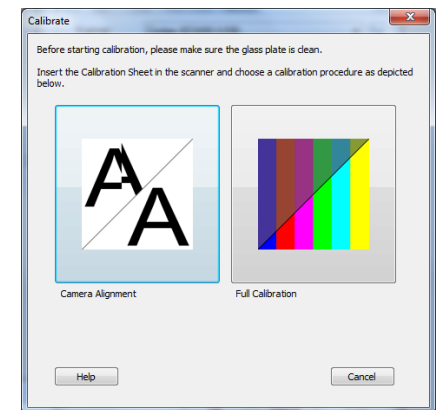 Calibrate
Before starting calibration, please make sure the glass plate is clean.
Insert the Calibration Sheet in the scanner and choose a calibration procedure as depicted
below.
A A
Camera Alignment
Full Calibration
Help
Cancel